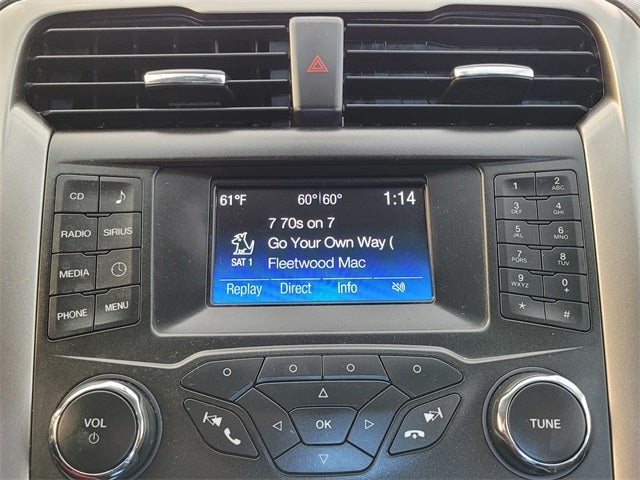 61°F 60°|60° 1:14
7 70s on 7
Go Your Own Way (
SAT 1 Fleetwood Mac
Replay Direct Info
CD
RADIO SIRIUS
MEDIA
PHONE MENU
1 2 ABC
3 DEF 4 GHI
5 JKL 6 MNO
7 PQRS 8 TUV
9 WXYZ 0 +
* #
VOL
OK
TUNE